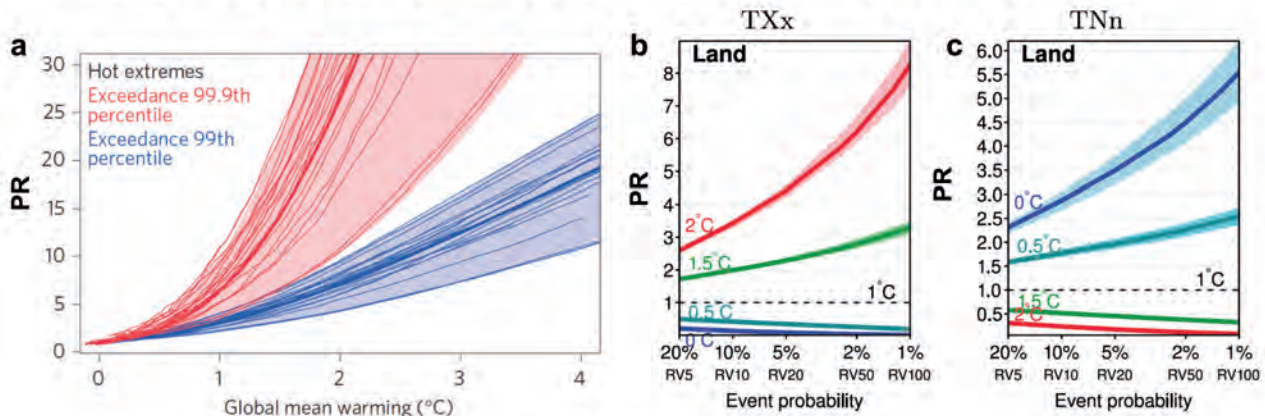 a
PR
30
25
20
15
10
5
0
Hot extremes
Exceedance 99.9th
percentile
Exceedance 99th
percentile
0 1 2 3 4
Global mean warming (°C)
TXx
b
Land
PR
8
7
6
5
4
3
2
1
2°C
1.5°C
1°C
0.5°C
0°C
20% 10% 5% 2% 1%
RV5 RV10 RV20 RV50 RV100
Event probability
TNn
c
Land
PR
6.0
5.5
5.0
4.5
4.0
3.5
3.0
2.5
2.0
1.5
1.0
0.5
0°C
0.5°C
1°C
1.5°C
2°C
20% 10% 5% 2% 1%
RV5 RV10 RV20 RV50 RV100
Event probability